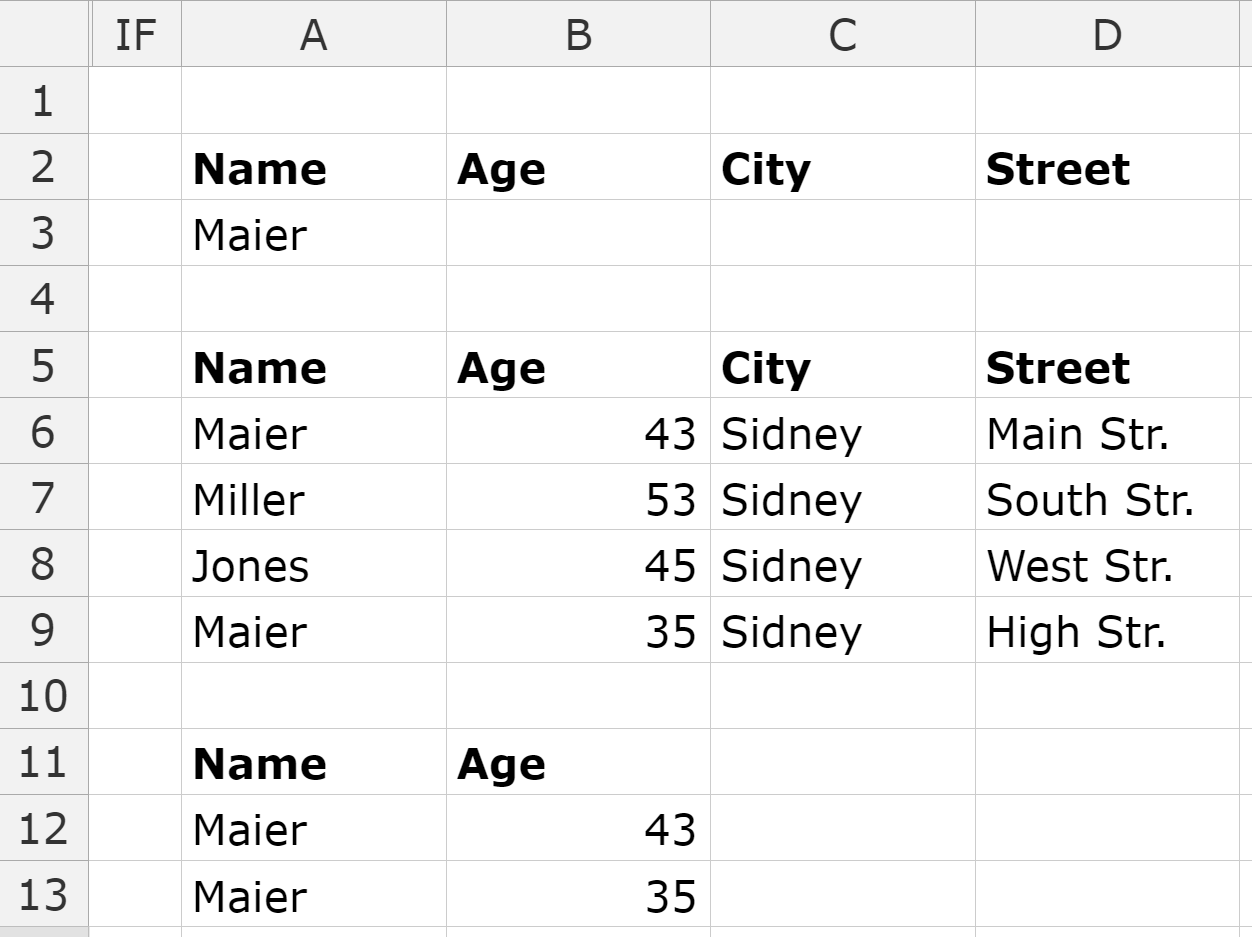 IF A B C D
1
2 Name Age City Street
3 Maier
4
5 Name Age City Street
6 Maier 43 Sidney Main Str.
7 Miller 53 Sidney South Str.
8 Jones 45 Sidney West Str.
9 Maier 35 Sidney High Str.
10
11 Name Age
12 Maier 43
13 Maier 35